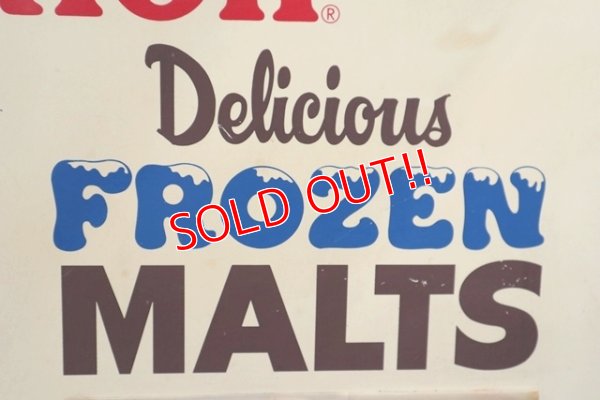 Delicious
FROZEN
SOLD OUT!!
MALTS